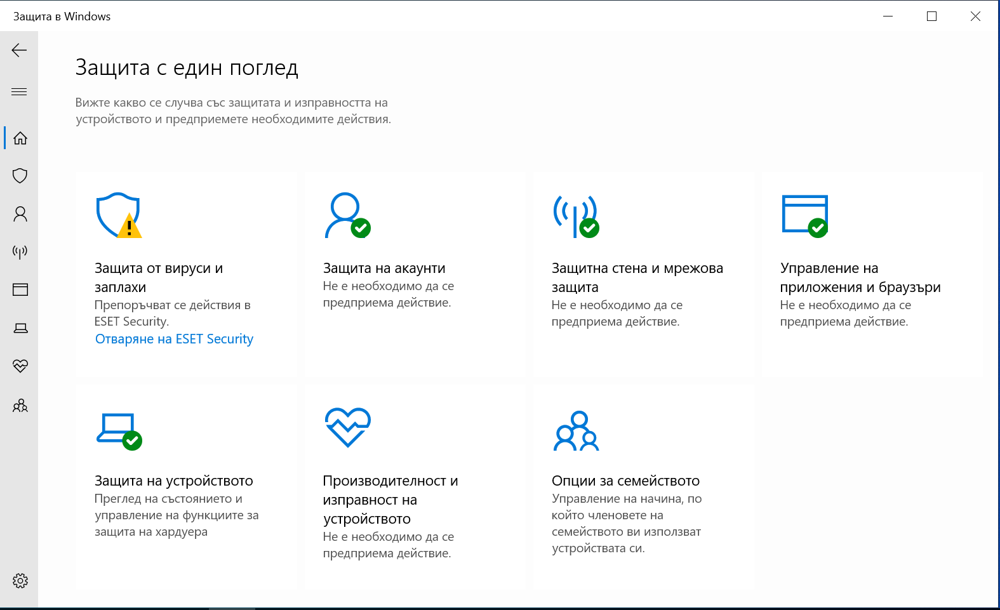 Защита в Windows
Защита с един поглед
Вижте какво се случва със защитата и изправността на
устройството и предприемете необходимите действия.
Защита от вируси и
заплахи
Препоръчват се действия в
ESET Security.
Отваряне на ESET Security
Защита на акаунти
Не е необходимо да се
предприема действие.
Защитна стена и мрежова
защита
Не е необходимо да се
предприема действие.
Управление на
приложения и браузъри
Не е необходимо да се
предприема действие.
Защита на устройството
Преглед на състоянието и
управление на функциите за
защита на хардуера
Производителност и
изправност на
устройството
Не е необходимо да се
предприема действие.
Опции за семейството
Управление на начина, по
който членовете на
семейството ви използват
устройствата си.